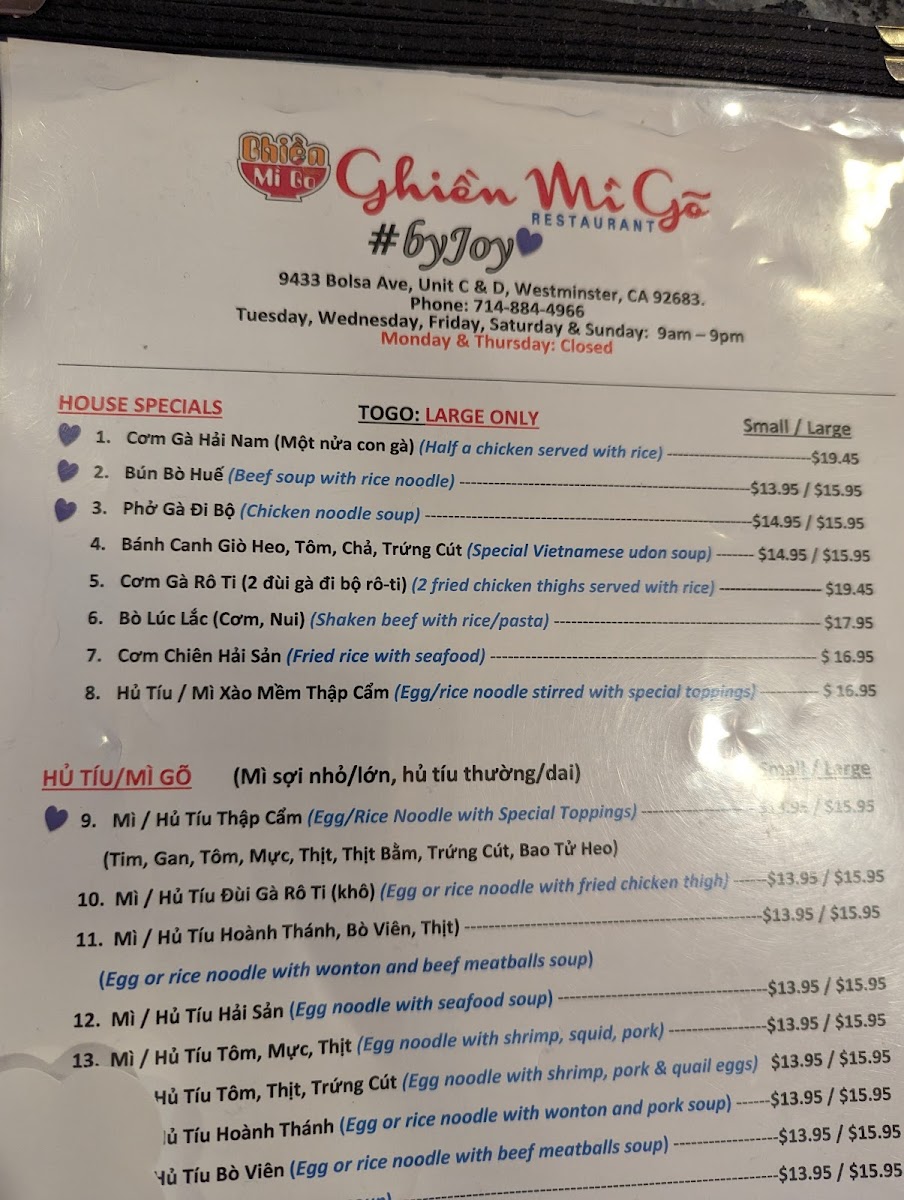 Ghiền
Mì Gõ
Ghiền Mì Gõ
RESTAURANT
#byJoy
9433 Bolsa Ave, Unit C & D, Westminster, CA 92683.
Phone: 714-884-4966
Tuesday, Wednesday, Friday, Saturday & Sunday: 9am – 9pm
Monday & Thursday: Closed
HOUSE SPECIALS TOGO: LARGE ONLY Small / Large
1. Cơm Gà Hải Nam (Một nửa con gà) (Half a chicken served with rice) $19.45
2. Bún Bò Huế (Beef soup with rice noodle) $13.95 / $15.95
3. Phở Gà Đi Bộ (Chicken noodle soup) $14.95 / $15.95
4. Bánh Canh Giò Heo, Tôm, Chả, Trứng Cút (Special Vietnamese udon soup) $14.95 / $15.95
5. Cơm Gà Rô Ti (2 đùi gà đi bộ rô-ti) (2 fried chicken thighs served with rice) $19.45
6. Bò Lúc Lắc (Cơm, Nui) (Shaken beef with rice/pasta) $17.95
7. Cơm Chiên Hải Sản (Fried rice with seafood) $ 16.95
8. Hủ Tíu / Mì Xào Mềm Thập Cẩm (Egg/rice noodle stirred with special toppings) $ 16.95
HỦ TÍU/MÌ GÕ (Mì sợi nhỏ/lớn, hủ tíu thường/dai) Small / Large
9. Mì / Hủ Tíu Thập Cẩm (Egg/Rice Noodle with Special Toppings) / $15.95
(Tim, Gan, Tôm, Mực, Thịt, Thịt Bằm, Trứng Cút, Bao Tử Heo)
10. Mì / Hủ Tíu Đùi Gà Rô Ti (khô) (Egg or rice noodle with fried chicken thigh) $13.95 / $15.95
11. Mì / Hủ Tíu Hoành Thánh, Bò Viên, Thịt) $13.95 / $15.95
(Egg or rice noodle with wonton and beef meatballs soup)
12. Mì / Hủ Tíu Hải Sản (Egg noodle with seafood soup) $13.95 / $15.95
13. Mì / Hủ Tíu Tôm, Mực, Thịt (Egg noodle with shrimp, squid, pork) $13.95 / $15.95
Hủ Tíu Tôm, Thịt, Trứng Cút (Egg noodle with shrimp, pork & quail eggs) $13.95 / $15.95
Hủ Tíu Hoành Thánh (Egg or rice noodle with wonton and pork soup) $13.95 / $15.95
Hủ Tíu Bò Viên (Egg or rice noodle with beef meatballs soup) $13.95 / $15.95
$13.95 / $15.95